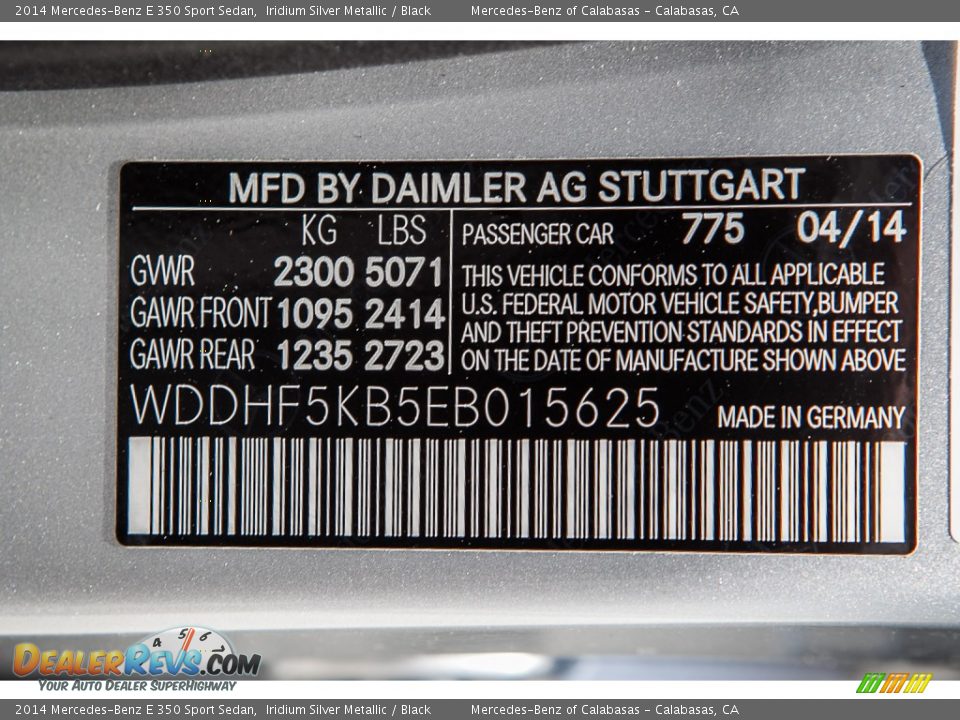 2014 Mercedes-Benz E 350 Sport Sedan,  Iridium Silver Metallic / Black  Mercedes-Benz of Calabasas - Calabasas, CA
MFD BY DAIMLER AG STUTTGART
KG LBS
GVWR 2300 5071
GAWR FRONT 1095 2414
GAWR REAR 1235 2723
PASSENGER CAR 775 04/14
THIS VEHICLE CONFORMS TO ALL APPLICABLE
U.S. FEDERAL MOTOR VEHICLE SAFETY,BUMPER
AND THEFT PREVENTION STANDARDS IN EFFECT
ON THE DATE OF MANUFACTURE SHOWN ABOVE
WDDHF5KB5EB015625
MADE IN GERMANY
4 5 6
DEALERREVS.COM
YOUR AUTO DEALER SUPERHIGHWAY
2014 Mercedes-Benz E 350 Sport Sedan,  Iridium Silver Metallic / Black  Mercedes-Benz of Calabasas - Calabasas, CA